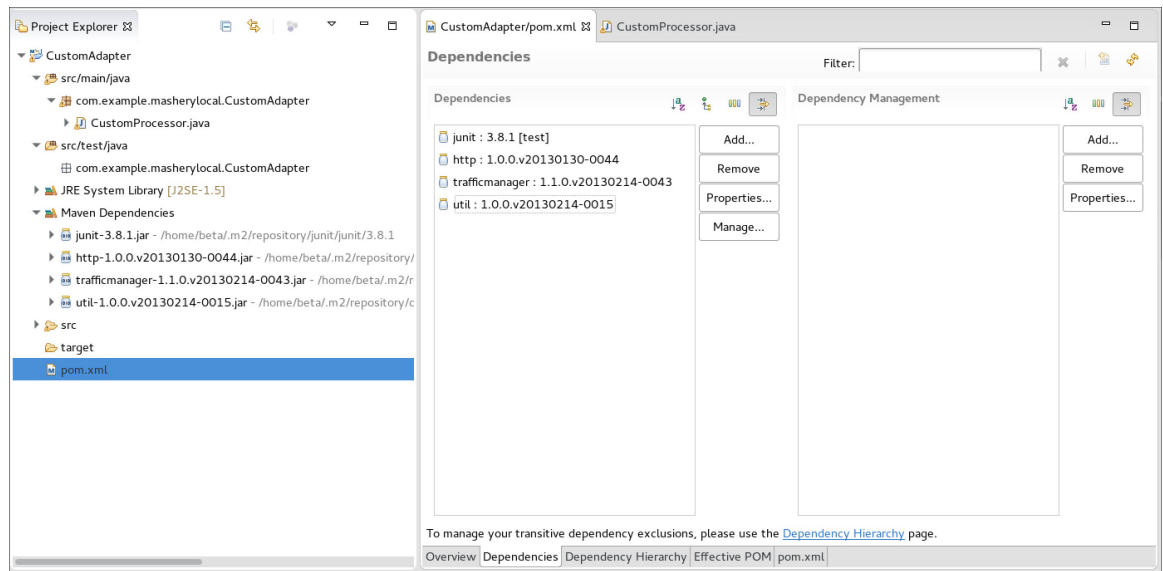 Project Explorer
CustomAdapter
src/main/java
com.example.masherylocal.CustomAdapter
CustomProcessor.java
src/test/java
com.example.masherylocal.CustomAdapter
JRE System Library [J2SE-1.5]
Maven Dependencies
junit-3.8.1.jar - /home/beta/.m2/repository/junit/junit/3.8.1
http-1.0.0.v20130130-0044.jar - /home/beta/.m2/repository/
trafficmanager-1.1.0.v20130214-0043.jar - /home/beta/.m2/r
util-1.0.0.v20130214-0015.jar - /home/beta/.m2/repository/c
src
target
pom.xml
CustomAdapter/pom.xml CustomProcessor.java
Dependencies
Filter:
Dependencies
junit : 3.8.1 [test]
http : 1.0.0.v20130130-0044
trafficmanager : 1.1.0.v20130214-0043
util : 1.0.0.v20130214-0015
Add...
Remove
Properties...
Manage...
Dependency Management
Add...
Remove
Properties...
To manage your transitive dependency exclusions, please use the Dependency Hierarchy page.
Overview Dependencies Dependency Hierarchy Effective POM pom.xml